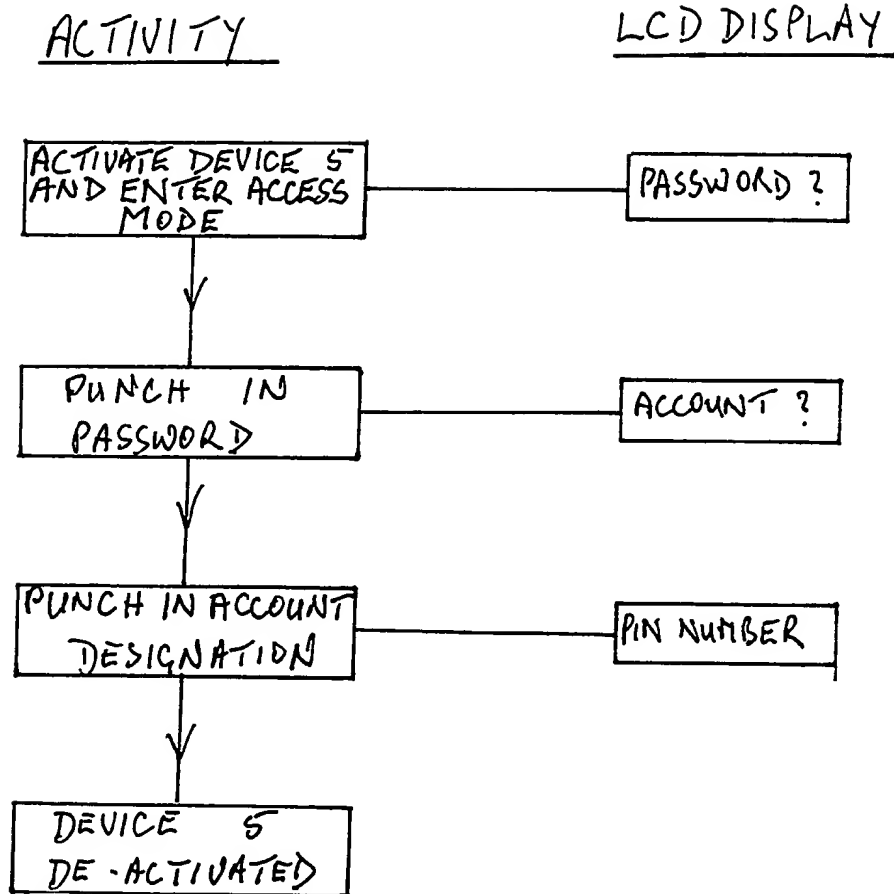 ACTIVITY
LCD DISPLAY
ACTIVATE DEVICE 5
AND ENTER ACCESS
MODE
PASSWORD ?
PUNCH IN
PASSWORD
ACCOUNT ?
PUNCH IN ACCOUNT
DESIGNATION
PIN NUMBER
DEVICE 5
DE-ACTIVATED